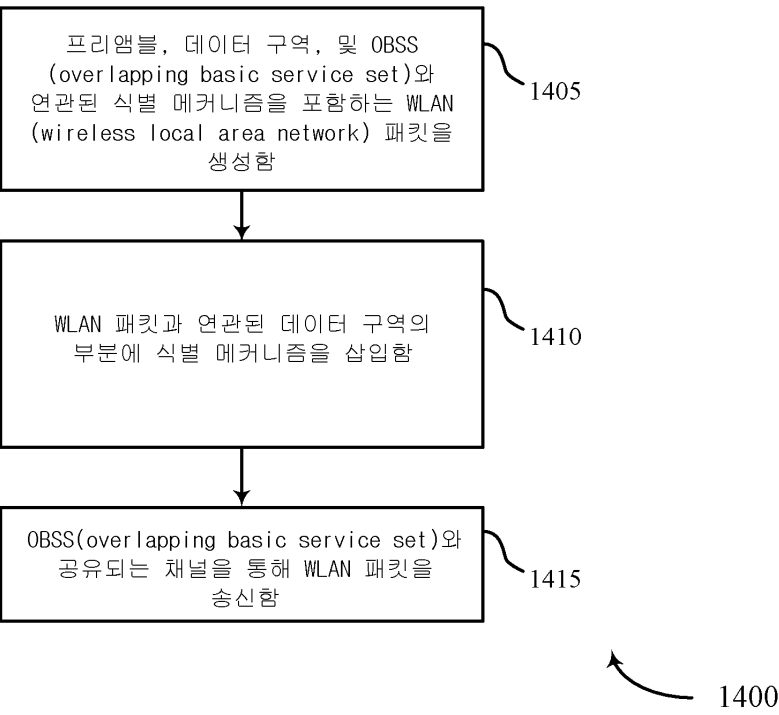 프리앰블, 데이터 구역, 및 OBSS
(overlapping basic service set)와
연관된 식별 메커니즘을 포함하는 WLAN
(wireless local area network) 패킷을
생성함
1405
WLAN 패킷과 연관된 데이터 구역의
부분에 식별 메커니즘을 삽입함
1410
OBSS(overlapping basic service set)와
공유되는 채널을 통해 WLAN 패킷을
송신함
1415
1400